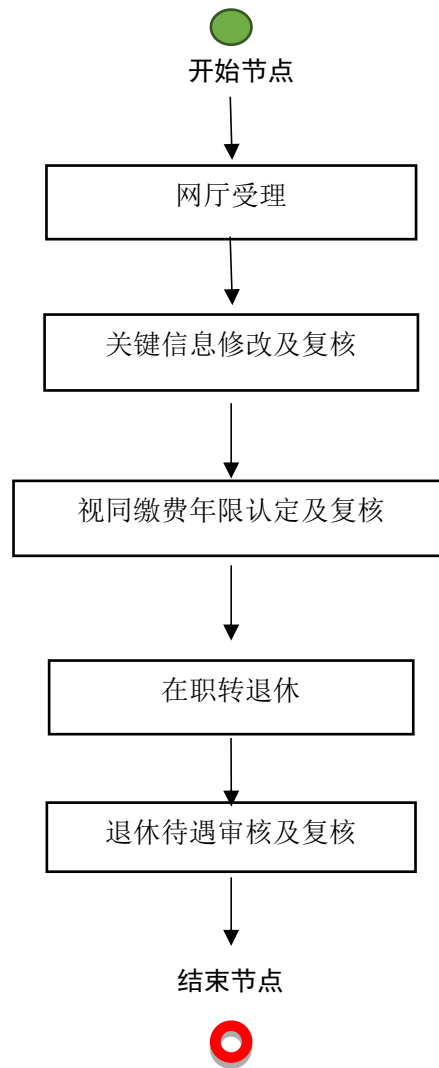 开始节点
网厅受理
关键信息修改及复核
视同缴费年限认定及复核
在职转退休
退休待遇审核及复核
结束节点